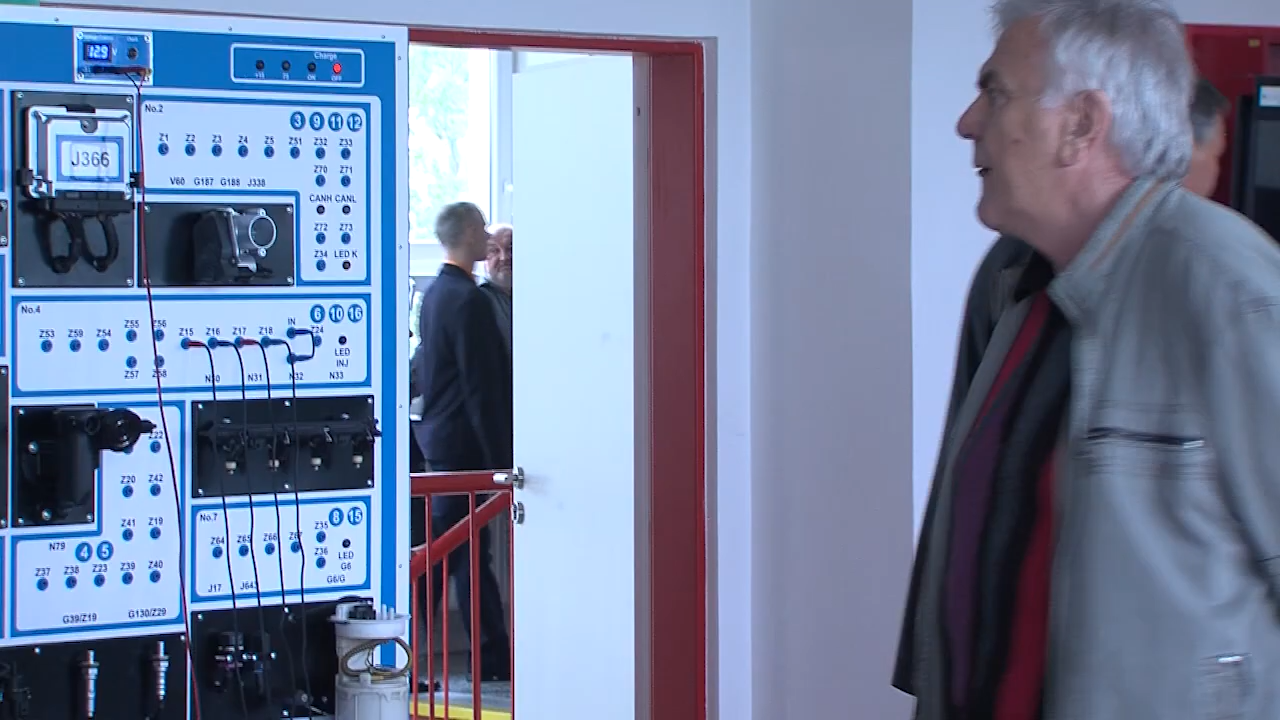 12.9 V
Charge
+15 75 ON OFF
J366
No.2
3 9 11 12
Z1 Z2 Z3 Z4 Z5 Z51 Z32 Z33
Z70 Z71
V60 G187 G188 J338
CANH CANL
Z72 Z73
Z34 LED K
No.4
6 10 16
Z53 Z59 Z54 Z55 Z56 Z15 Z16 Z17 Z18 IN Z24
LED
INJ
Z57 Z58 N30 N31 N32 N33
Z22
Z20 Z42
Z41 Z19
N79 4 5
Z37 Z38 Z23 Z39 Z40
G39/Z19 G130/Z29
No.7
8 15
Z64 Z65 Z66 Z67 Z35
Z36 LED
G6
J17 J643 G6/G